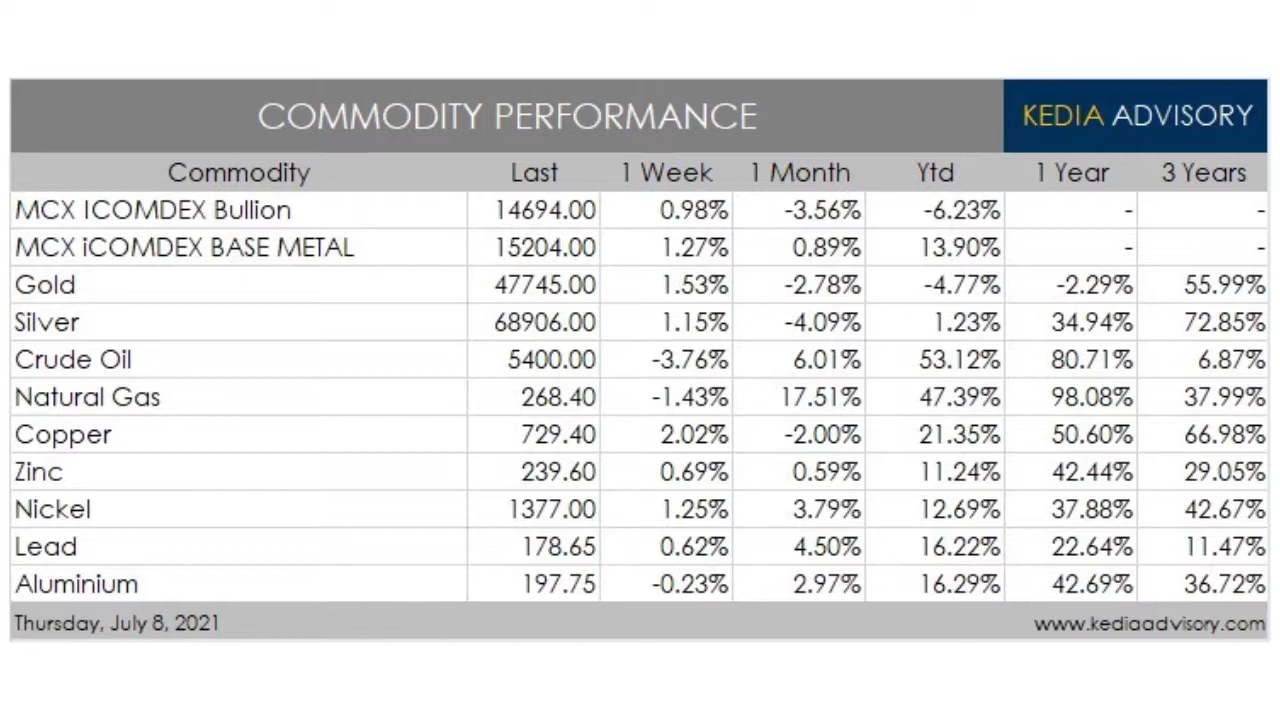 COMMODITY PERFORMANCE KEDIA ADVISORY
Commodity Last 1 Week 1 Month Ytd 1 Year 3 Years
MCX ICOMDEX Bullion 14694.00 0.98% -3.56% -6.23% - -
MCX iCOMDEX BASE METAL 15204.00 1.27% 0.89% 13.90% - -
Gold 47745.00 1.53% -2.78% -4.77% -2.29% 55.99%
Silver 68906.00 1.15% -4.09% 1.23% 34.94% 72.85%
Crude Oil 5400.00 -3.76% 6.01% 53.12% 80.71% 6.87%
Natural Gas 268.40 -1.43% 17.51% 47.39% 98.08% 37.99%
Copper 729.40 2.02% -2.00% 21.35% 50.60% 66.98%
Zinc 239.60 0.69% 0.59% 11.24% 42.44% 29.05%
Nickel 1377.00 1.25% 3.79% 12.69% 37.88% 42.67%
Lead 178.65 0.62% 4.50% 16.22% 22.64% 11.47%
Aluminium 197.75 -0.23% 2.97% 16.29% 42.69% 36.72%
Thursday, July 8, 2021 www.kediaadvisory.com